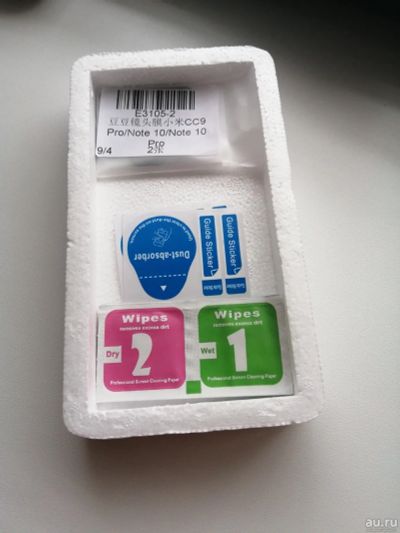 E3105-2
豆豆镜头膜小米CC9
Pro/Note 10/Note 10
Pro
9/4
2张
Dust-absorber
Guide Sticker
Guide Sticker
Wipes
Dry
2
Professional Screen Cleaning Paper
Wipes
Wet
1
Professional Screen Cleaning Paper
au.ru